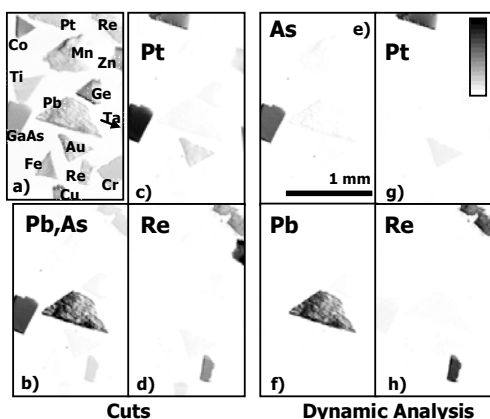 Pt Re
Co Mn Zn
Ti Ge
Pb Ta
GaAs Au
Fe Re Cr
a) Cu
Pt
c)
As e)
1 mm
Pt
g)
Pb,As
b)
Re
d)
Pb
f)
Re
h)
Cuts Dynamic Analysis